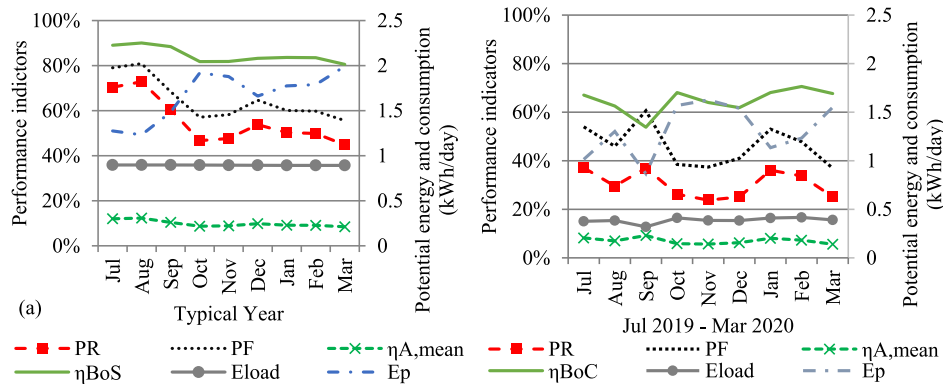 Performance indictors
100%
80%
60%
40%
20%
0%
2.5
2
1.5
1
0.5
0
Potential energy and consumption
(kWh/day)
Jul
Aug
Sep
Oct
Nov
Dec
Jan
Feb
Mar
(a)
Typical Year
PR
PF
ηA,mean
ηBoS
Eload
Ep
Performance indicators
100%
80%
60%
40%
20%
0%
2.5
2
1.5
1
0.5
0
Potential energy and consumption
(kWh/day)
Jul
Aug
Sep
Oct
Nov
Dec
Jan
Feb
Mar
Jul 2019 - Mar 2020
PR
PF
ηA,mean
ηBoC
Eload
Ep